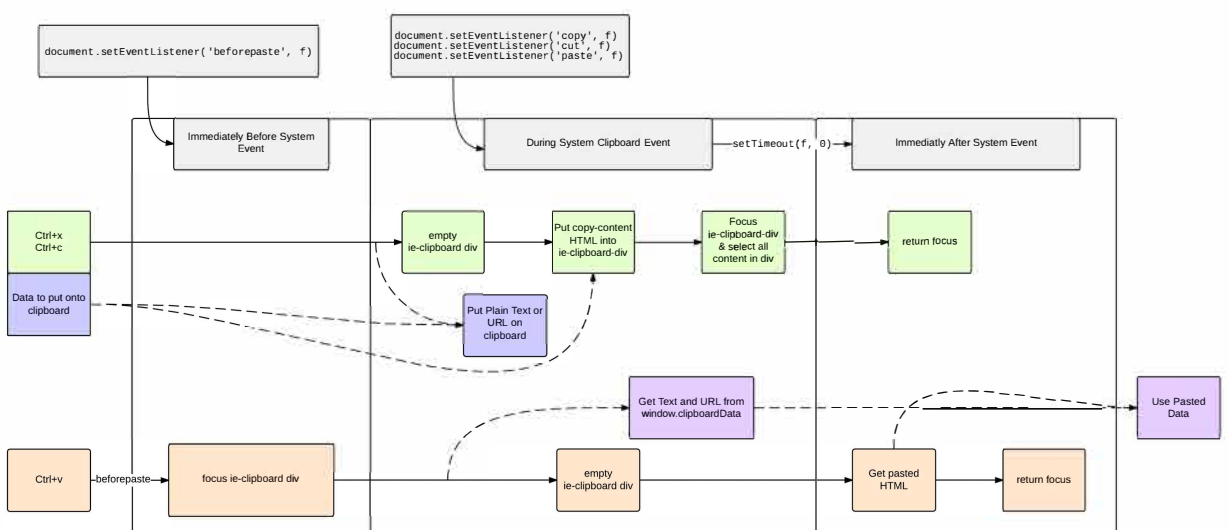 document.setEventListener('beforepaste', f)
document.setEventListener('copy', f)
document.setEventListener('cut', f)
document.setEventListener('paste', f)
Immediately Before System
Event
During System Clipboard Event
setTimeout(f, 0)
Immediatly After System Event
Ctrl+x
Ctrl+c
empty
ie-clipboard div
Put copy-content
HTML into
ie-clipboard-div
Focus
ie-clipboard-div
& select all
content in div
return focus
Data to put onto
clipboard
Put Plain Text or
URL on
clipboard
Get Text and URL from
window.clipboardData
Use Pasted
Data
Ctrl+v
beforepaste
focus ie-clipboard div
empty
ie-clipboard div
Get pasted
HTML
return focus